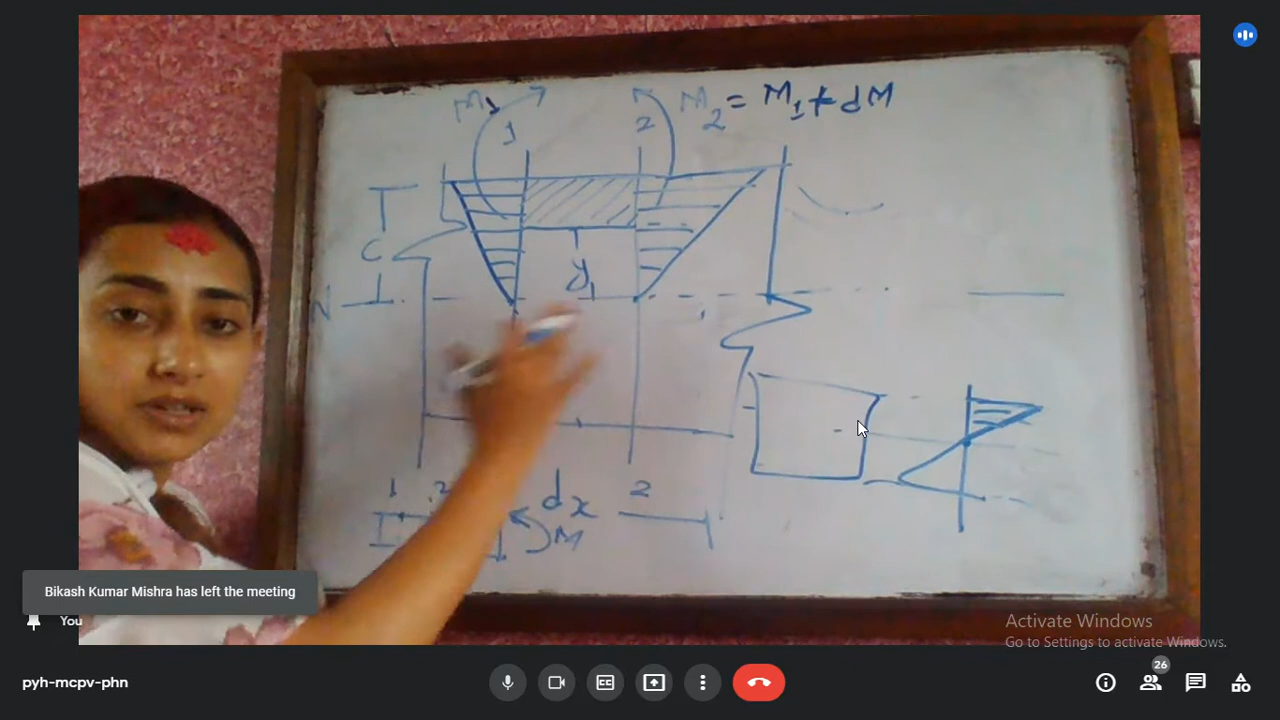 M1
M2 = M1 + dM
1
2
C
y1
N
1
2
dx
2
M
Bikash Kumar Mishra has left the meeting
You
Activate Windows
Go to Settings to activate Windows.
pyh-mcpv-phn
CC
26